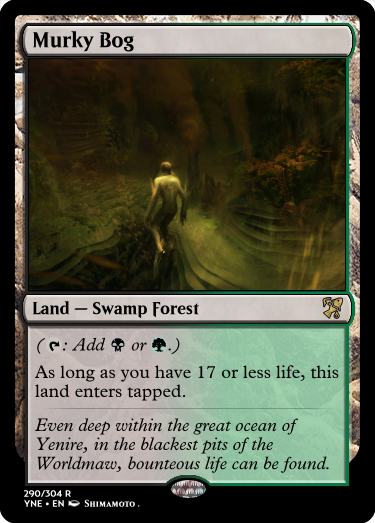 Murky Bog
Land — Swamp Forest
( : Add or .)
As long as you have 17 or less life, this
land enters tapped.
Even deep within the great ocean of
Yenire, in the blackest pits of the
Worldmaw, bounteous life can be found.
290/304 R
YNE • EN Shimamoto .